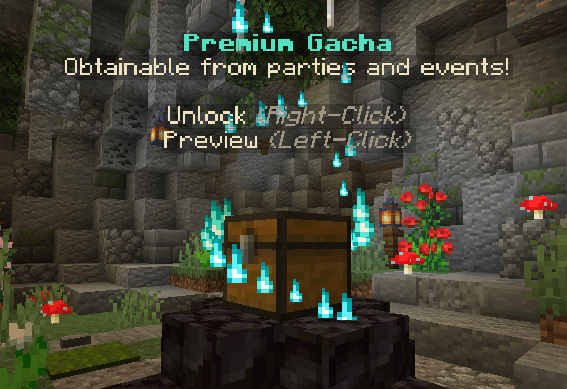 Premium Gacha
Obtainable from parties and events!
Unlock (Right-Click)
Preview (Left-Click)